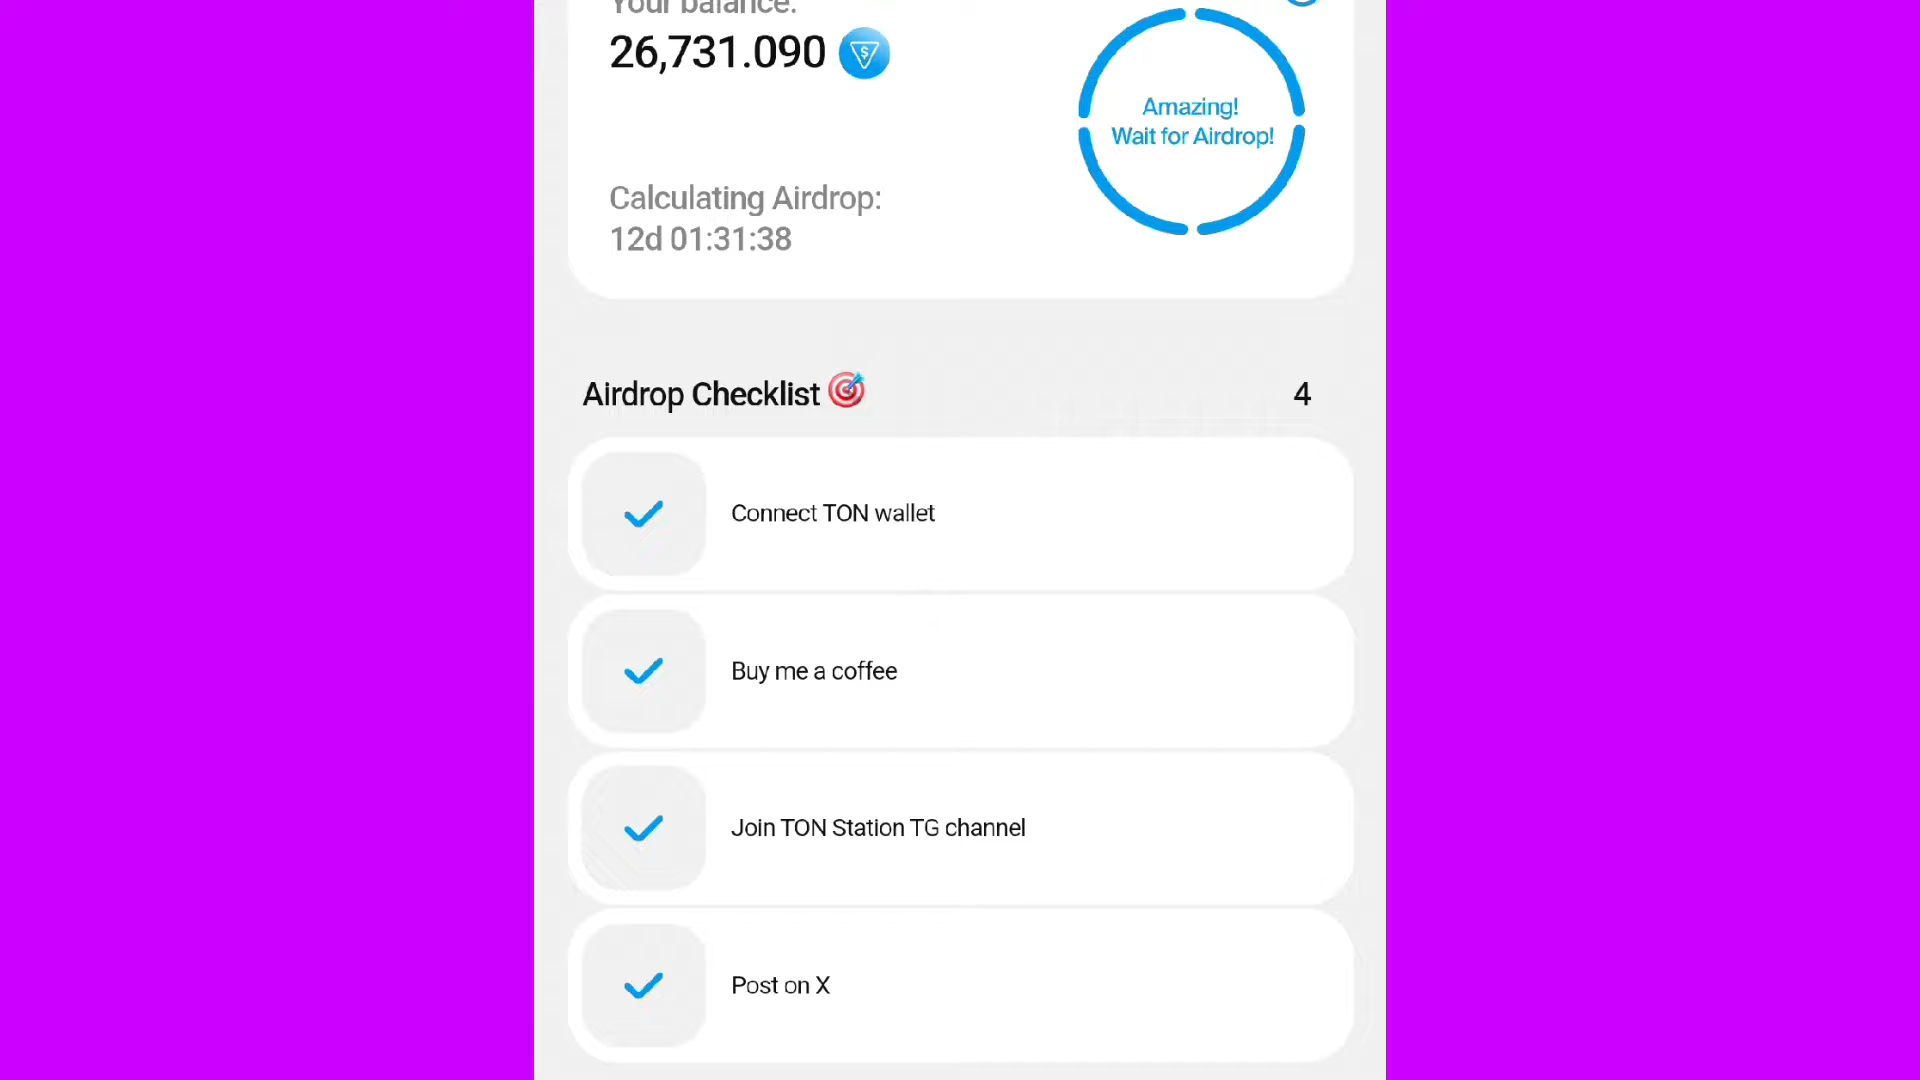 Your balance:
26,731.090
Amazing!
Wait for Airdrop!
Calculating Airdrop:
12d 01:31:38
Airdrop Checklist
4
Connect TON wallet
Buy me a coffee
Join TON Station TG channel
Post on X